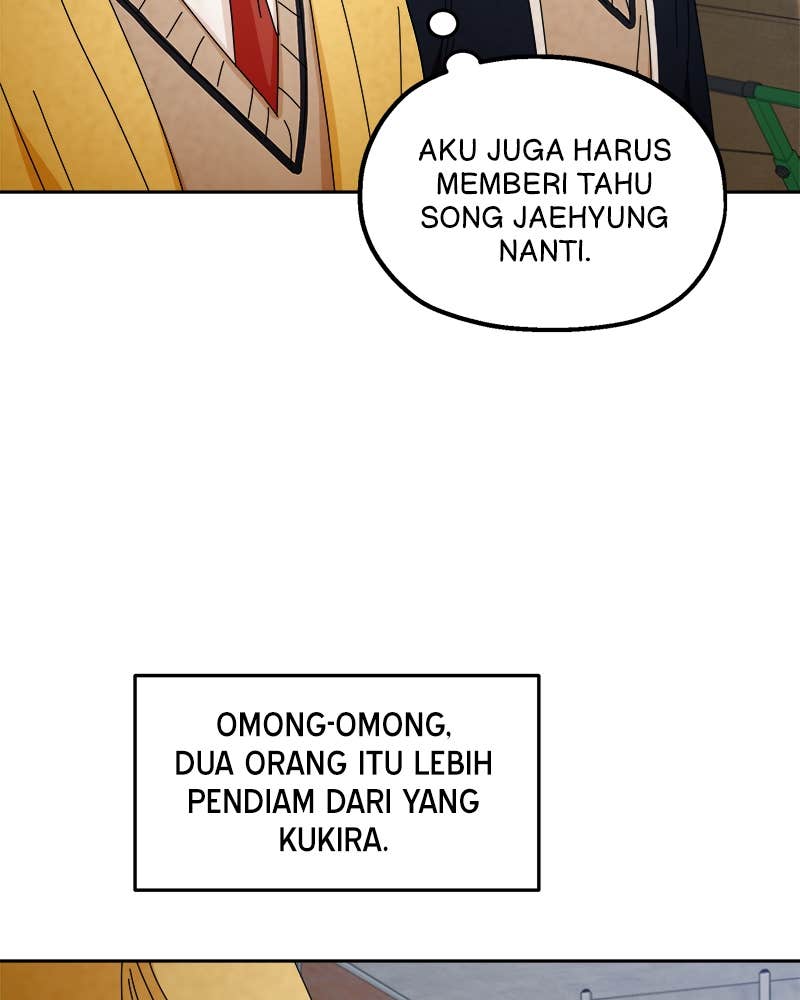 AKU JUGA HARUS
MEMBERI TAHU
SONG JAEHYUNG
NANTI.
OMONG-OMONG,
DUA ORANG ITU LEBIH
PENDIAM DARI YANG
KUKIRA.